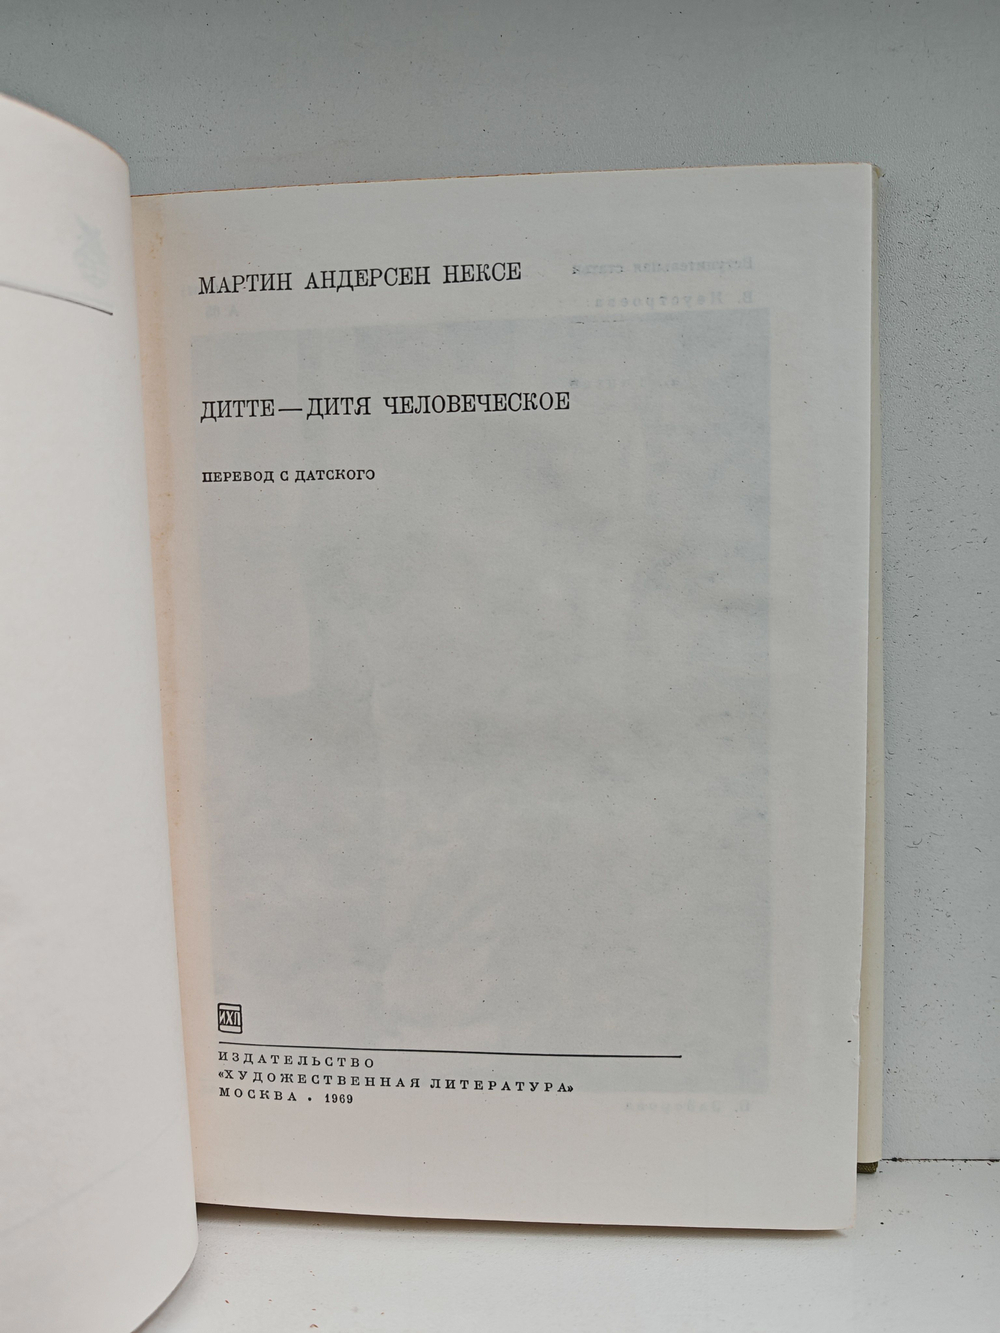 МАРТИН АНДЕРСЕН НЕКСЕ
ДИТТЕ — ДИТЯ ЧЕЛОВЕЧЕСКОЕ
ПЕРЕВОД С ДАТСКОГО
ИХЛ
ИЗДАТЕЛЬСТВО
«ХУДОЖЕСТВЕННАЯ ЛИТЕРАТУРА»
МОСКВА . 1969